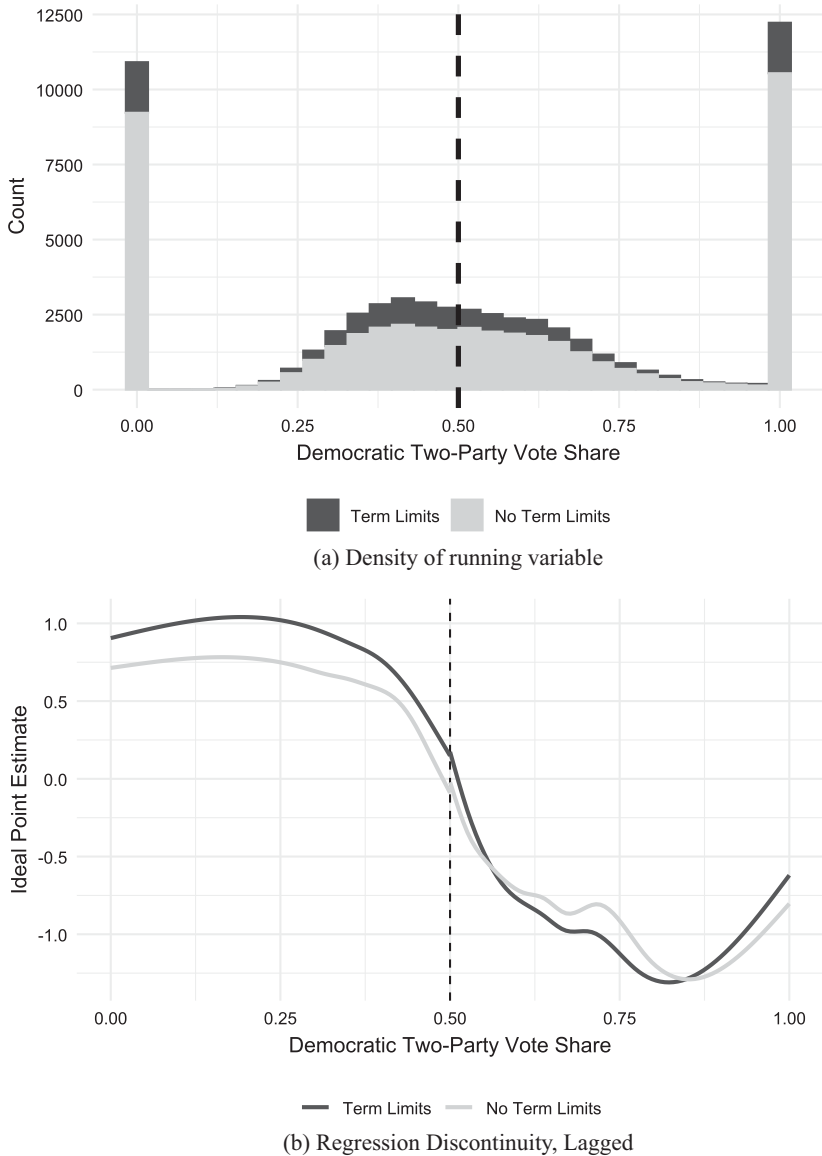 12500
10000
7500
5000
2500
0
Count
0.00 0.25 0.50 0.75 1.00
Democratic Two-Party Vote Share
Term Limits No Term Limits
(a) Density of running variable
1.0
0.5
0.0
-0.5
-1.0
Ideal Point Estimate
0.00 0.25 0.50 0.75 1.00
Democratic Two-Party Vote Share
Term Limits No Term Limits
(b) Regression Discontinuity, Lagged